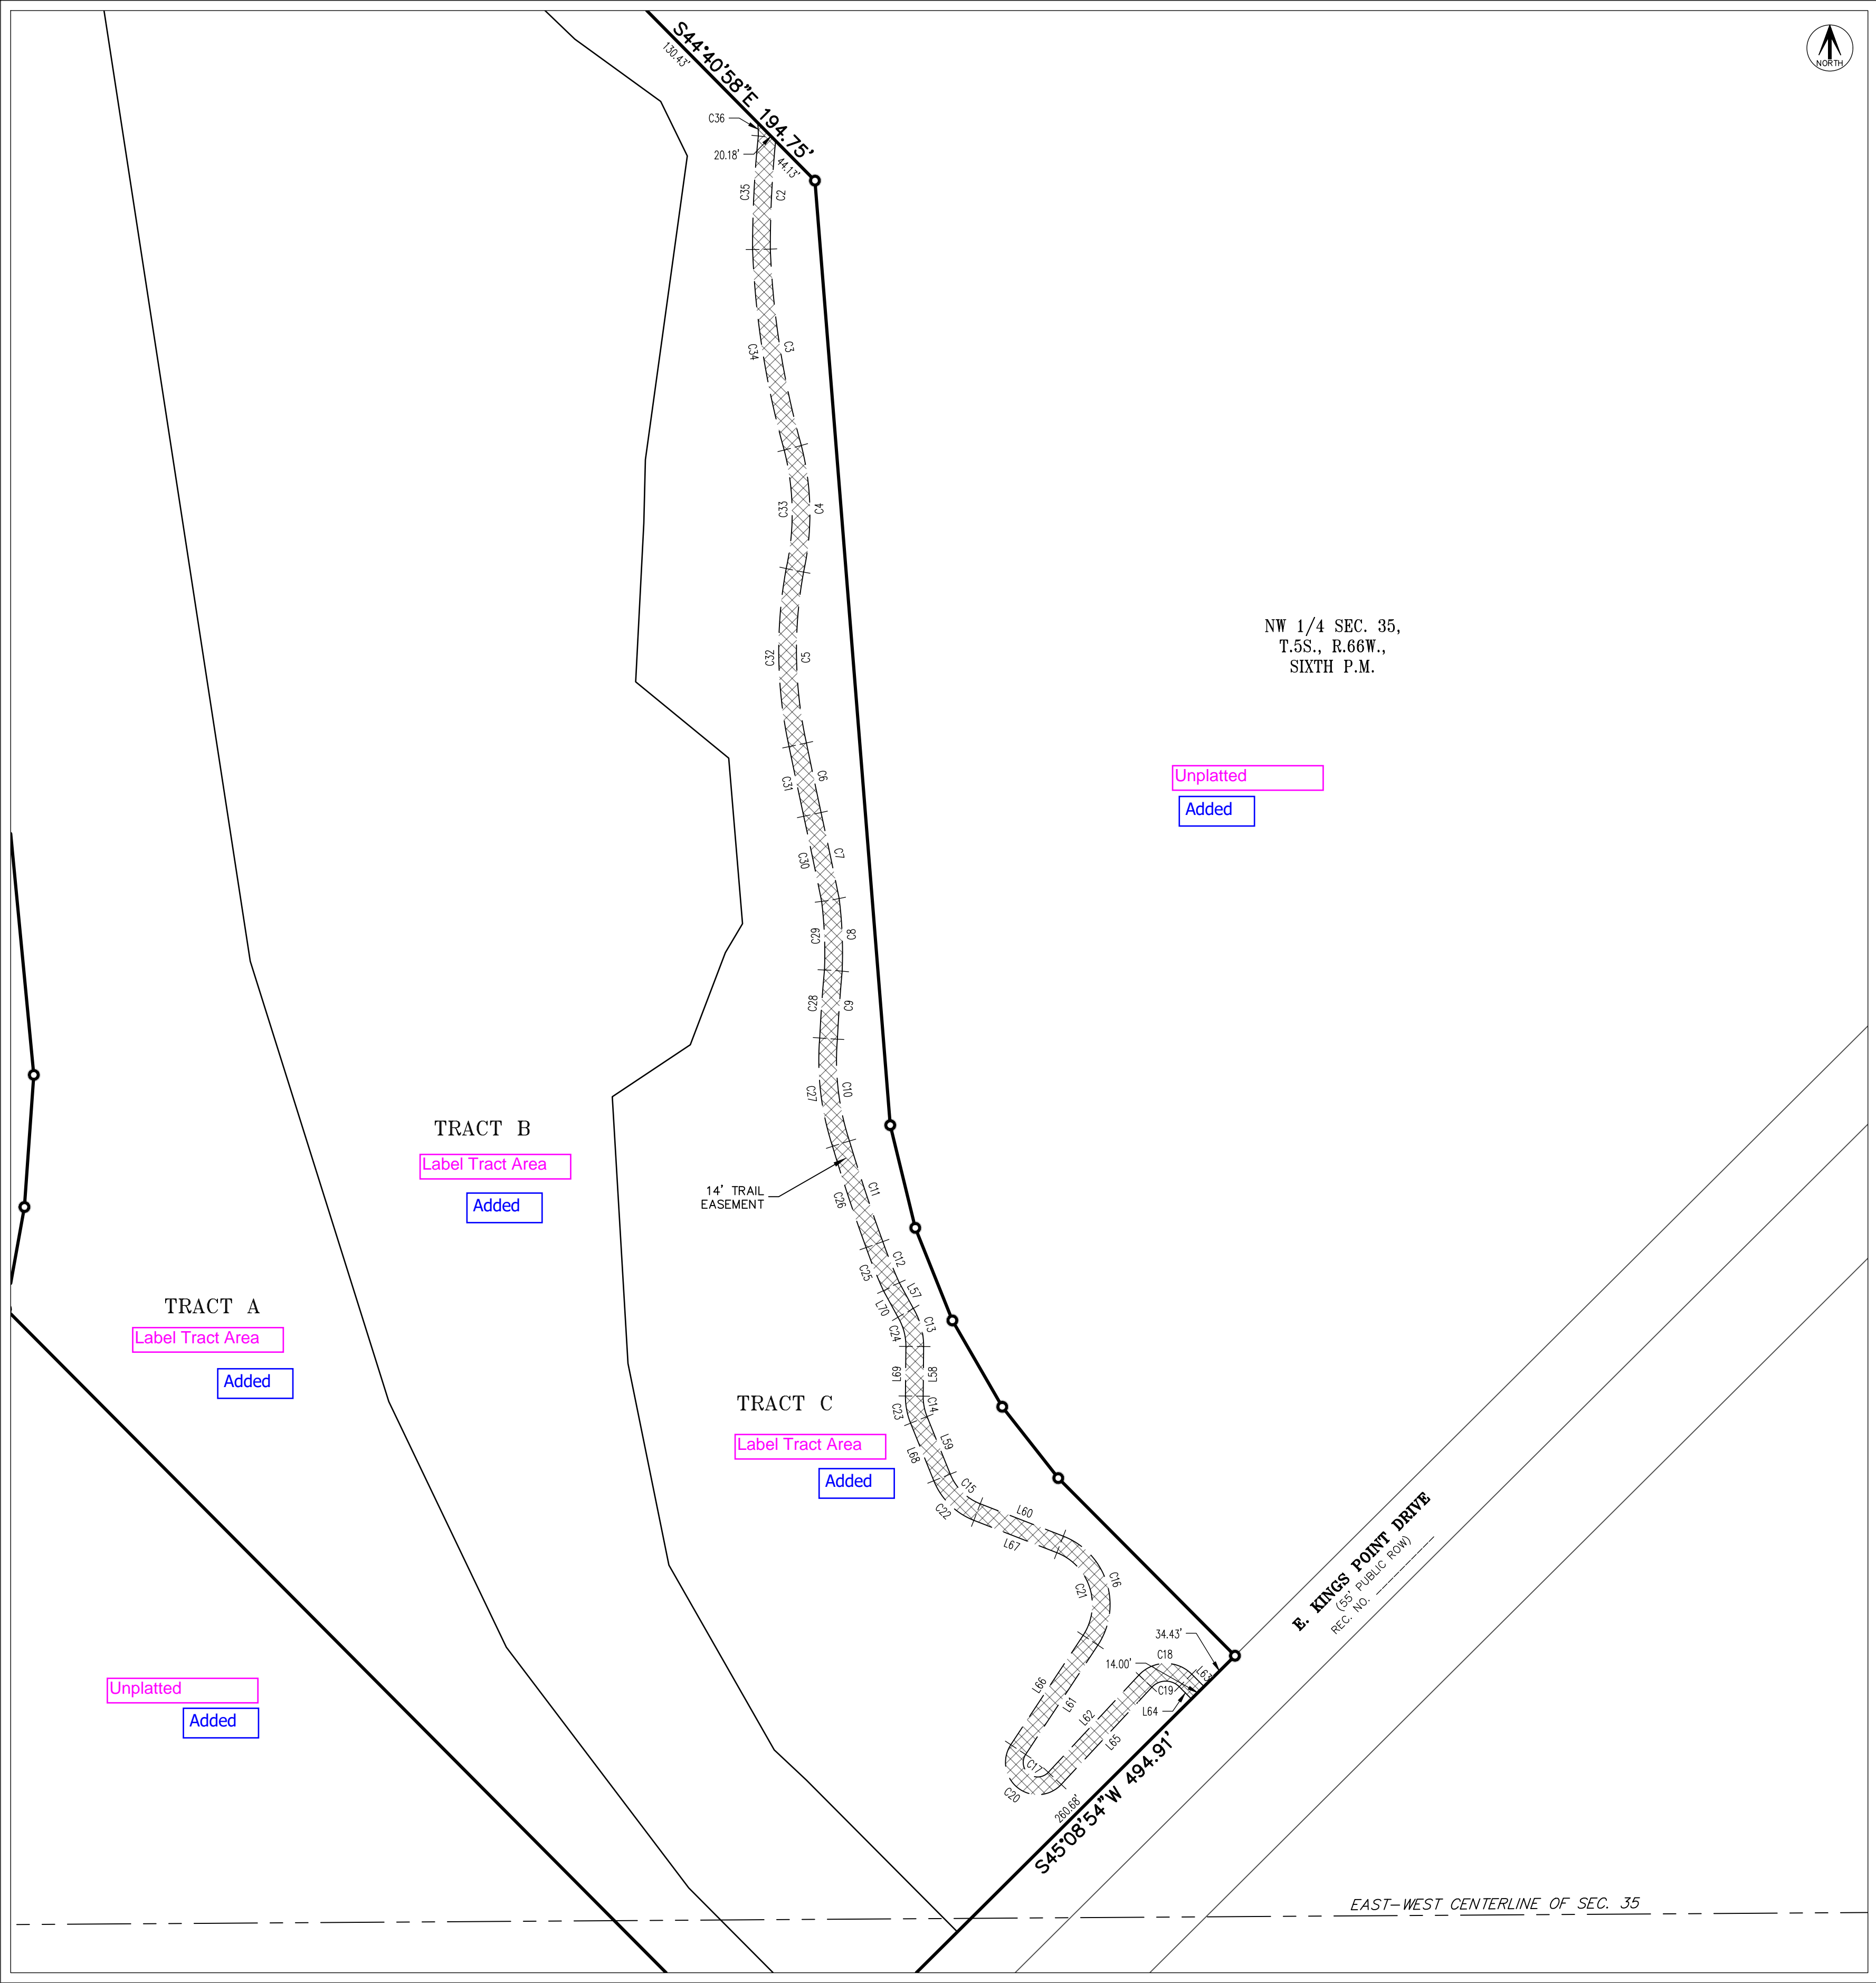 S44°40'58"E 194.75'
130.43'
NORTH
C36
20.18'
44.13'
C35
C2
C3
C34
C33
C4
NW 1/4 SEC. 35,
T.5S., R.66W.,
SIXTH P.M.
C32
C5
Unplatted
Added
C31
C6
C30
C7
C29
C8
C28
C9
C27
C10
TRACT B
Label Tract Area
Added
14' TRAIL
EASEMENT
C26
C11
C25
C12
L57
L70
TRACT A
Label Tract Area
Added
C24
C13
L69
L58
TRACT C
Label Tract Area
Added
C23
C14
L68
L59
C15
C22
L60
L67
C21
C16
E. KINGS POINT DRIVE
(55' PUBLIC ROW)
REC. NO. ________
34.43'
C18
14.00'
L63
C19
L64
L66
L61
L62
L65
C17
C20
260.68'
S45°08'54"W 494.91'
Unplatted
Added
EAST-WEST CENTERLINE OF SEC. 35